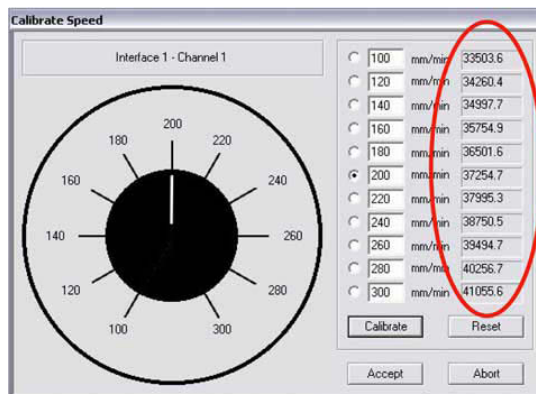 Calibrate Speed
Interface 1 - Channel 1
200
180
220
160
240
140
260
120
280
100
300
100 mm/min 33503.6
120 mm/min 34260.4
140 mm/min 34997.7
160 mm/min 35754.9
180 mm/min 36501.6
200 mm/min 37254.7
220 mm/min 37995.3
240 mm/min 38750.5
260 mm/min 39494.7
280 mm/min 40256.7
300 mm/min 41055.6
Calibrate Reset
Accept Abort